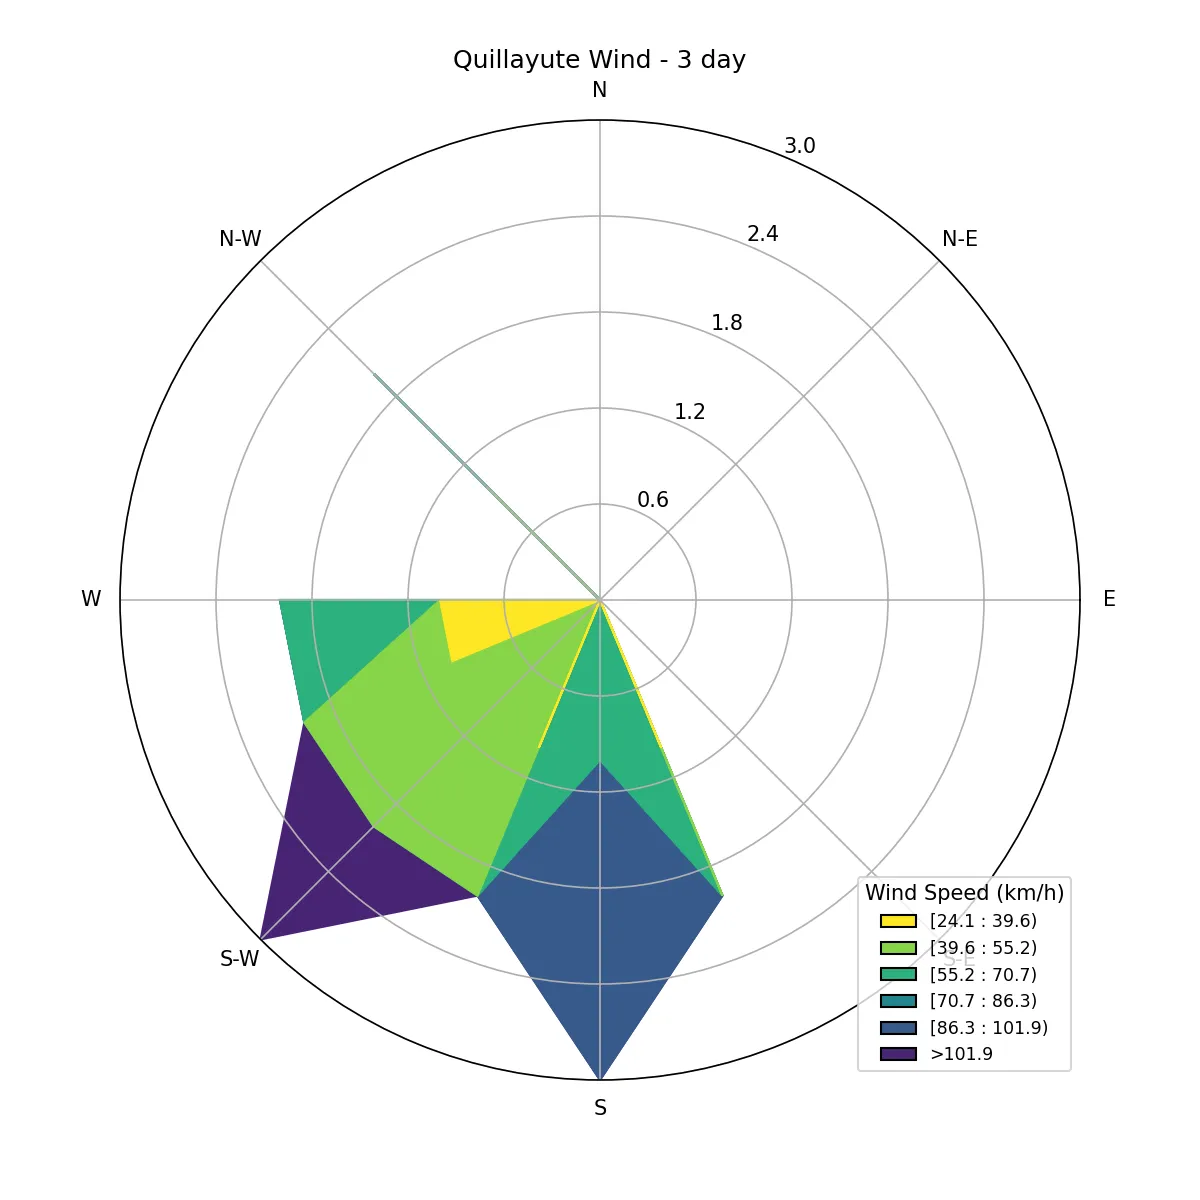 Quillayute Wind - 3 day
N
3.0
N-W
2.4
N-E
1.8
1.2
0.6
W
E
S-W
S-E
S
Wind Speed (km/h)
[24.1 : 39.6)
[39.6 : 55.2)
[55.2 : 70.7)
[70.7 : 86.3)
[86.3 : 101.9)
>101.9